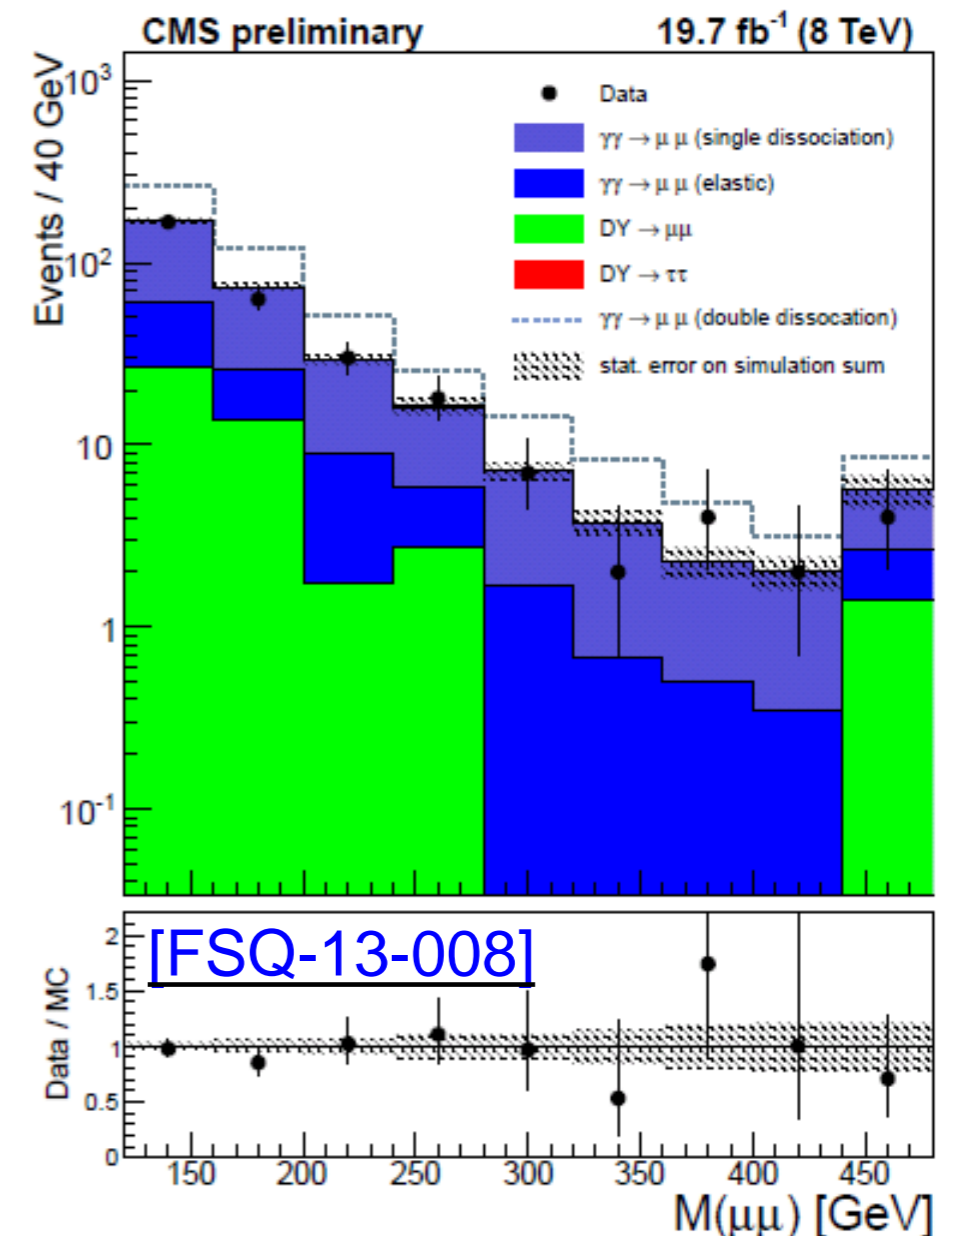 CMS preliminary 19.7 fb⁻¹ (8 TeV)
Events / 40 GeV
10³
10²
10
1
10⁻¹
Data
γγ → μ μ (single dissociation)
γγ → μ μ (elastic)
DY → μμ
DY → ττ
γγ → μ μ (double dissocation)
stat. error on simulation sum
[FSQ-13-008]
Data / MC
2
1.5
1
0.5
0
150 200 250 300 350 400 450
M(μμ) [GeV]